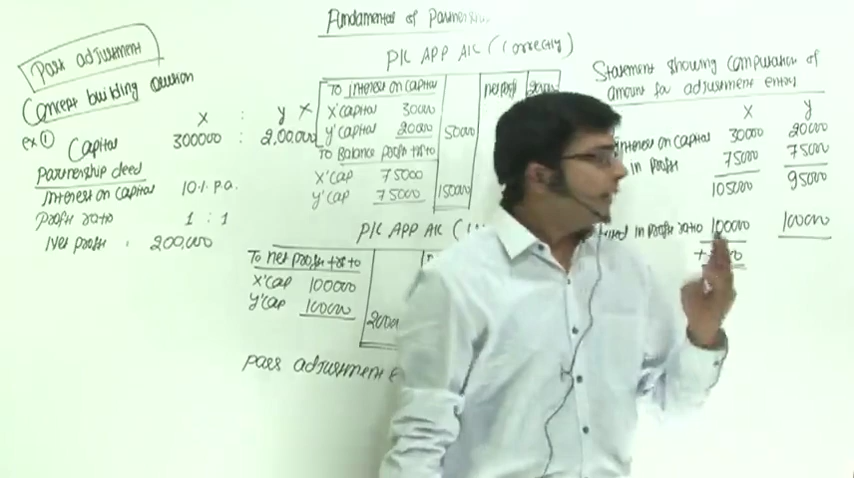 Fundamental of Partners
Past adjustment
Concept building Question
X : Y
ex ① Capital 300000 : 2,00,000
Partnership deed
Interest on capital 10% p.a.
Profit ratio 1 : 1
Net profit : 200,000
P/L APP A/C (Correctly)
To Interest on capital
X'capital 30000
Y'capital 20000 50000
To Balance profit tr to
X'cap 75000
Y'cap 75000 150000
Net profit
P/L APP A/C
To net profit tr to
X'cap 100000
Y'cap 100000
Pass adjustment
Statement showing computation of
amount for adjustment entry
X Y
Interest on capital 30000 20000
in profit 75000 75000
105000 95000
in profit ratio 100000 100000